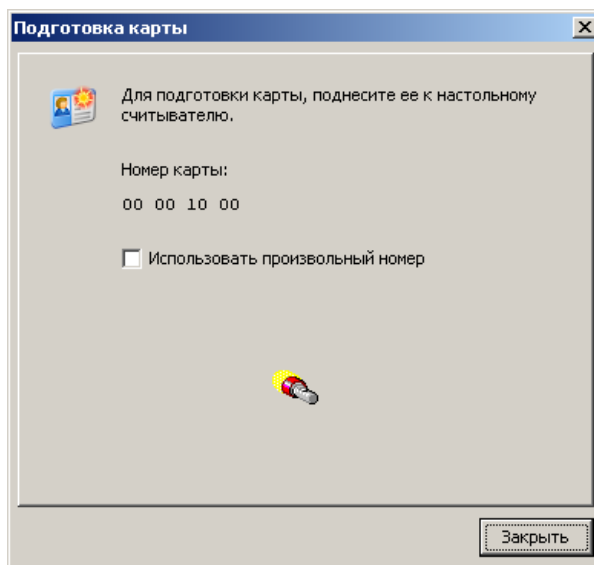 Подготовка карты
Для подготовки карты, поднесите ее к настольному
считывателю.
Номер карты:
00 00 10 00
Использовать произвольный номер
Закрыть